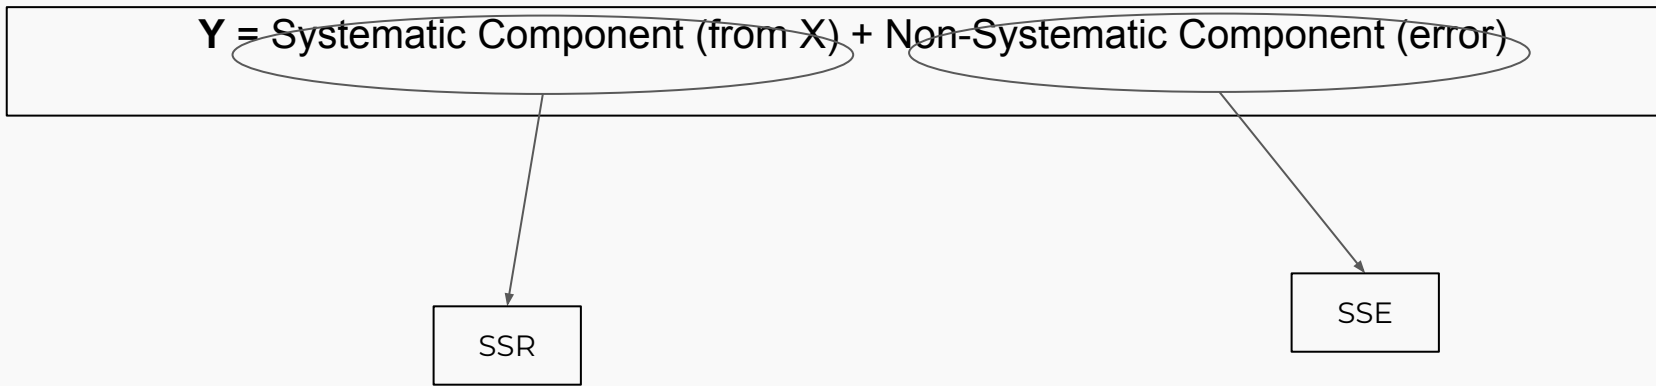 Y = Systematic Component (from X) + Non-Systematic Component (error)
SSR
SSE